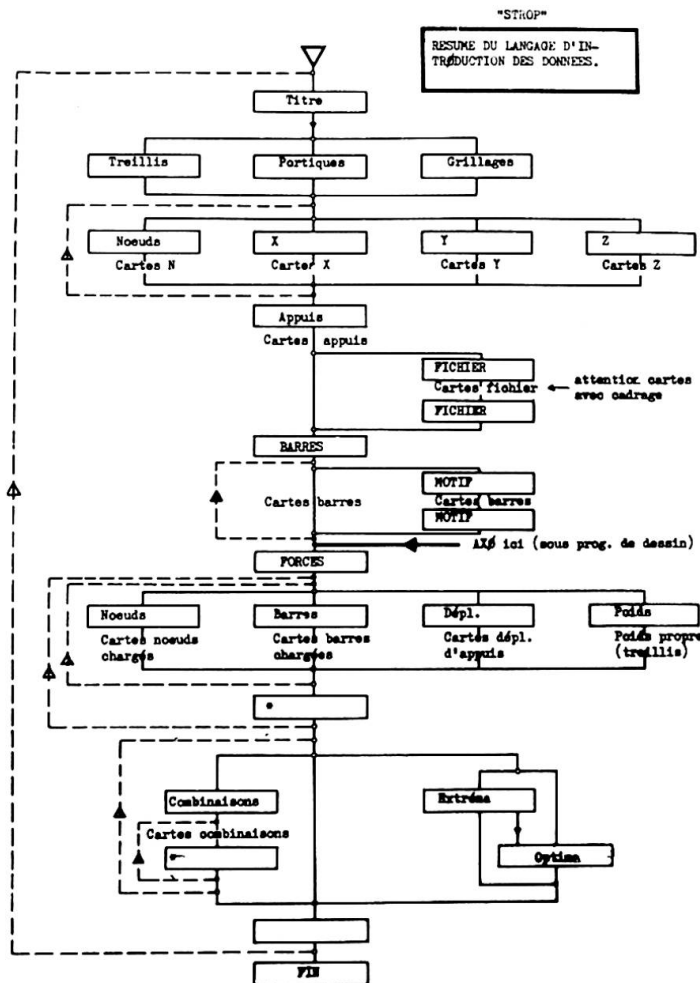 "STROP"
RESUME DU LANGAGE D'IN-
TRØDUCTION DES DONNEES.
Titre
Treillis Portiques Grillages
Noeuds X Y Z
Cartes N Cartes X Cartes Y Cartes Z
Appuis
Cartes appuis
FICHIER
Cartes fichier ← attention cartes
avec cadrage
FICHIER
BARRES
MOTIF
Cartes barres Cartes barres
MOTIF
AXØ ici (sous prog. de dessin)
FORCES
Noeuds Barres Dépl. Poids
Cartes noeuds Cartes barres Cartes dépl. Poids propre
chargés chargées d'appuis (treillis)
*
Combinaisons Extréma
Cartes combinaisons
Optima
FIN